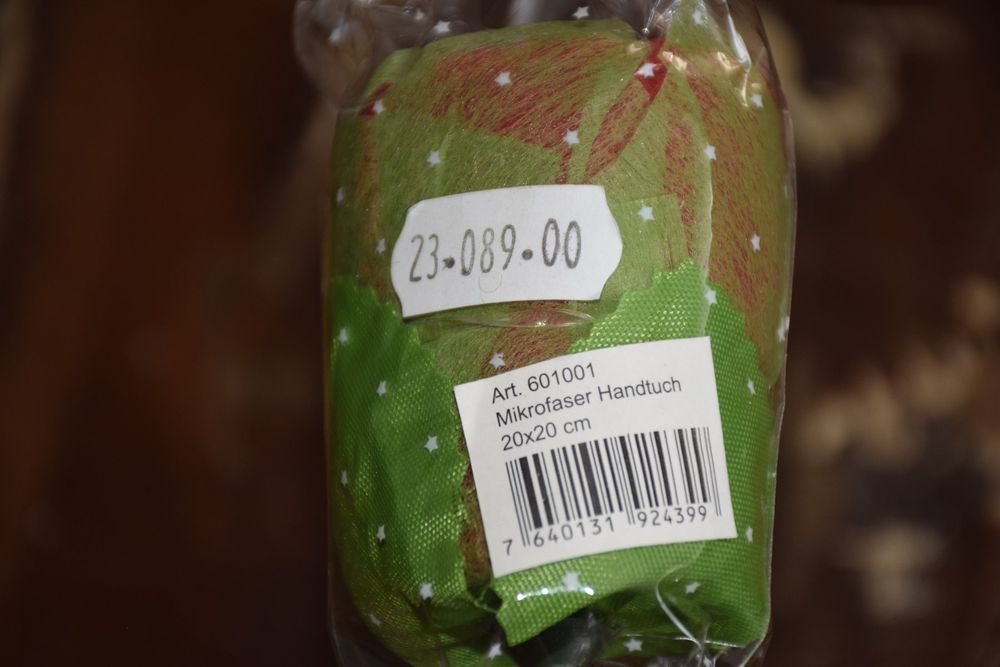 23.089.00
Art. 601001
Mikrofaser Handtuch
20x20 cm
7 640131 924399